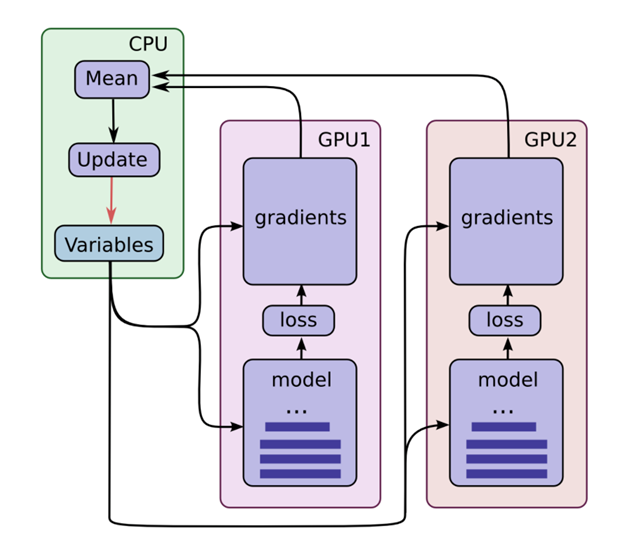 CPU
Mean
Update
Variables
GPU1
gradients
loss
model
...
GPU2
gradients
loss
model
...